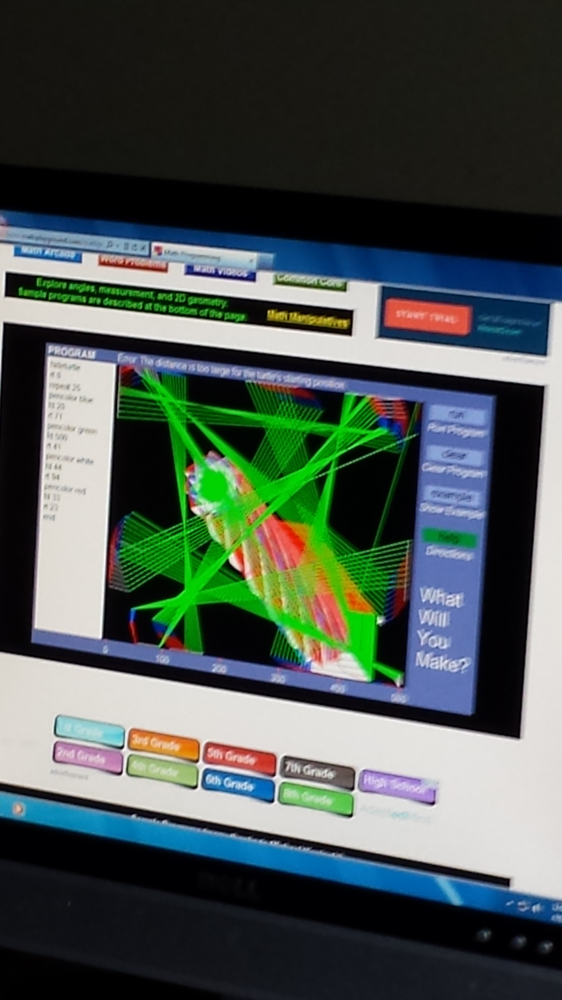 Math Programming
Math Arcade
Word Problems
Math Videos
Common Core
Explore angles, measurement, and 2D geometry.
Sample programs are described at the bottom of the page.
Math Manipulatives
START TRIAL
PROGRAM
Error: The distance is too large for the turtle's starting position.
hideturtle
rt 0
repeat 25
pencolor blue
fd 20
rt 71
pencolor green
fd 500
rt 41
pencolor white
fd 44
rt 94
pencolor red
fd 33
rt 23
end
run
Run Program
clear
Clear Program
example
Show Example
help
Directions
What
Will
You
Make?
0
100
200
300
400
500
1st Grade
3rd Grade
5th Grade
7th Grade
High School
2nd Grade
4th Grade
6th Grade
8th Grade
Advertisement
DELL